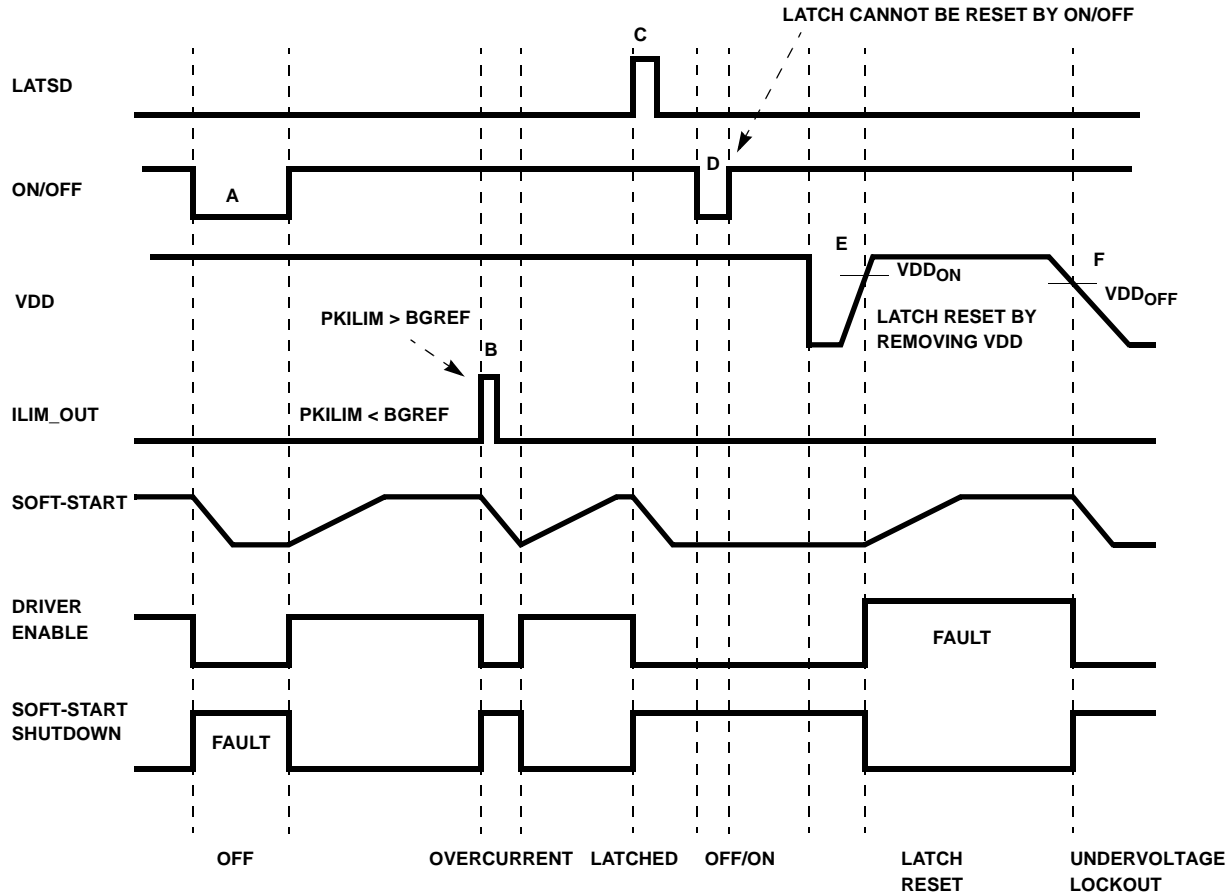 LATCH CANNOT BE RESET BY ON/OFF
C
LATSD
D
ON/OFF
A
E
F
VDD_ON
VDD
VDD_OFF
PKILIM > BGREF
LATCH RESET BY
REMOVING VDD
B
ILIM_OUT
PKILIM < BGREF
SOFT-START
DRIVER
ENABLE
FAULT
SOFT-START
SHUTDOWN
FAULT
OFF
OVERCURRENT
LATCHED
OFF/ON
LATCH
RESET
UNDERVOLTAGE
LOCKOUT